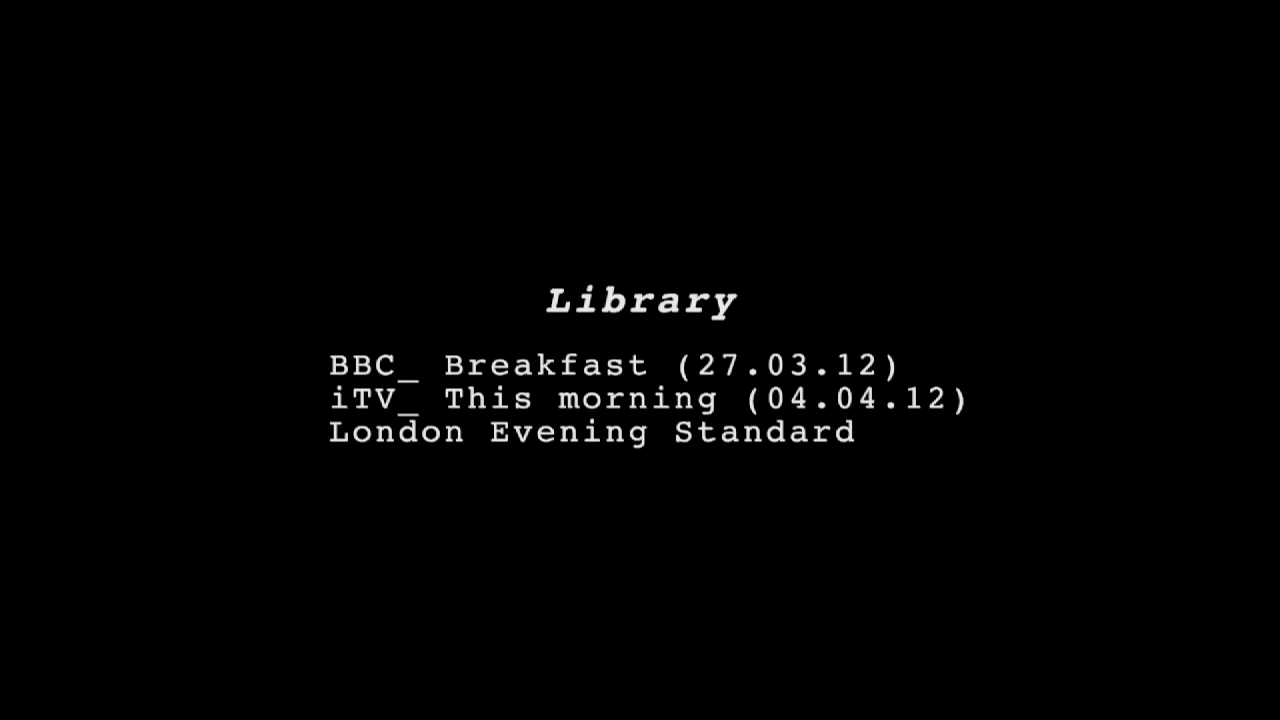 Library
BBC_ Breakfast (27.03.12)
iTV_ This morning (04.04.12)
London Evening Standard